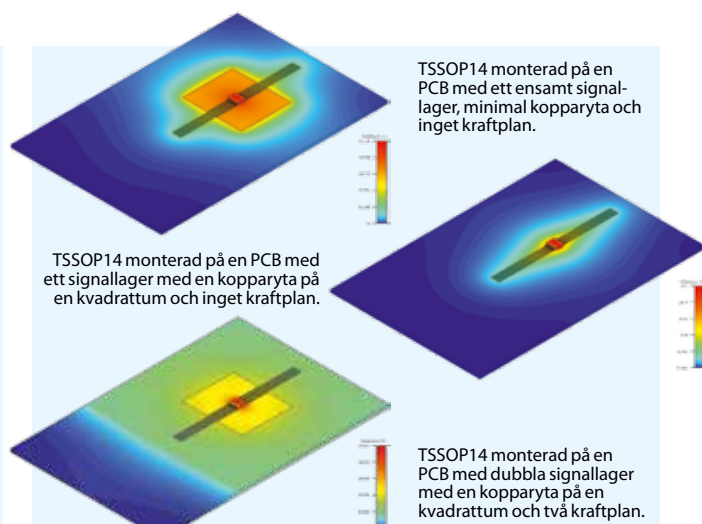 TSSOP14 monterad på en
PCB med ett ensamt signal-
lager, minimal kopparyta och
inget kraftplan.
TSSOP14 monterad på en PCB med
ett signallager med en kopparyta på
en kvadrattum och inget kraftplan.
TSSOP14 monterad på en
PCB med dubbla signallager
med en kopparyta på en
kvadrattum och två kraftplan.